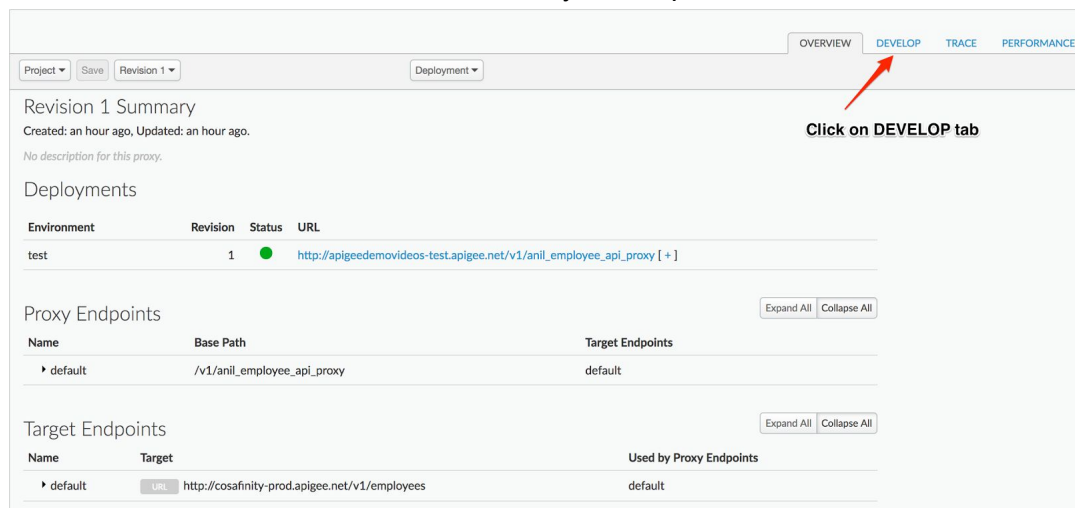 OVERVIEW DEVELOP TRACE PERFORMANCE
Project Save Revision 1 Deployment
Revision 1 Summary
Created: an hour ago, Updated: an hour ago.
Click on DEVELOP tab
No description for this proxy.
Deployments
Environment Revision Status URL
test 1 http://apigeedemovideos-test.apigee.net/v1/anil_employee_api_proxy [ + ]
Proxy Endpoints Expand All Collapse All
Name Base Path Target Endpoints
default /v1/anil_employee_api_proxy default
Target Endpoints Expand All Collapse All
Name Target Used by Proxy Endpoints
default URL http://cosafinity-prod.apigee.net/v1/employees default